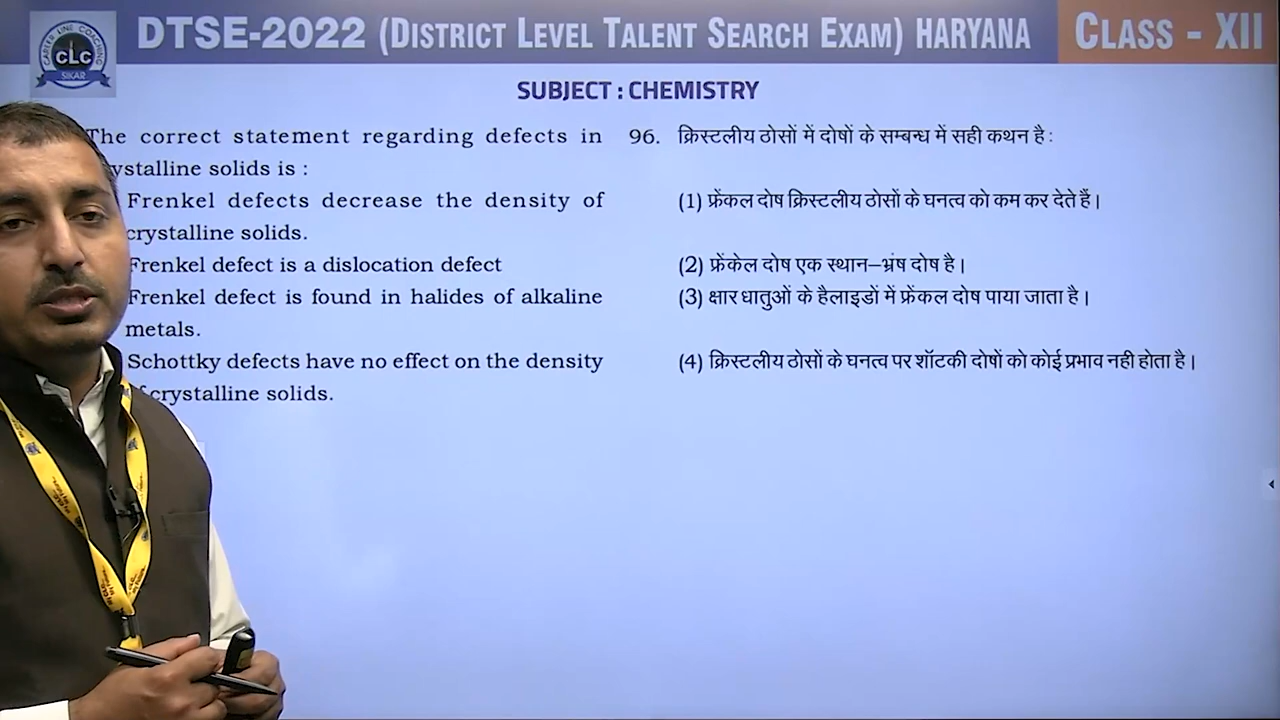 CAREER LINE COACHING
CLC
SIKAR
DTSE-2022 (DISTRICT LEVEL TALENT SEARCH EXAM) HARYANA
CLASS - XII
SUBJECT : CHEMISTRY
The correct statement regarding defects in
ystalline solids is :
Frenkel defects decrease the density of
crystalline solids.
Frenkel defect is a dislocation defect
Frenkel defect is found in halides of alkaline
metals.
Schottky defects have no effect on the density
crystalline solids.
96. क्रिस्टलीय ठोसों में दोषों के सम्बन्ध में सही कथन है :
(1) फ्रेंकल दोष क्रिस्टलीय ठोसों के घनत्व को कम कर देते हैं।
(2) फ्रेंकेल दोष एक स्थान–भ्रंष दोष है।
(3) क्षार धातुओं के हैलाइडों में फ्रेंकल दोष पाया जाता है।
(4) क्रिस्टलीय ठोसों के घनत्व पर शॉटकी दोषों को कोई प्रभाव नही होता है।